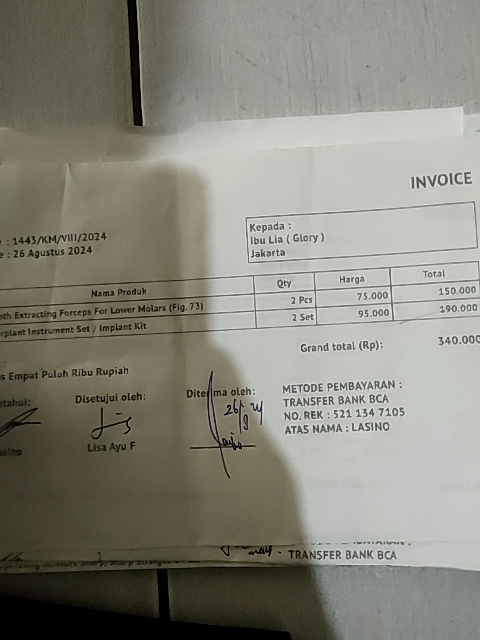 INVOICE
: 1443/KM/VIII/2024
: 26 Agustus 2024
Kepada :
Ibu Lia ( Glory )
Jakarta
Nama Produk Qty Harga Total
oth Extracting Forceps For Lower Molars (Fig. 73) 2 Pcs 75.000 150.000
rplant Instrument Set / Implant Kit 2 Set 95.000 190.000
Grand total (Rp): 340.000
:
s Empat Puluh Ribu Rupiah
etahui: Disetujui oleh: Diterima oleh:
26/8 24
asino Lisa Ayu F
METODE PEMBAYARAN :
TRANSFER BANK BCA
NO. REK : 521 134 7105
ATAS NAMA : LASINO
TRANSFER BANK BCA